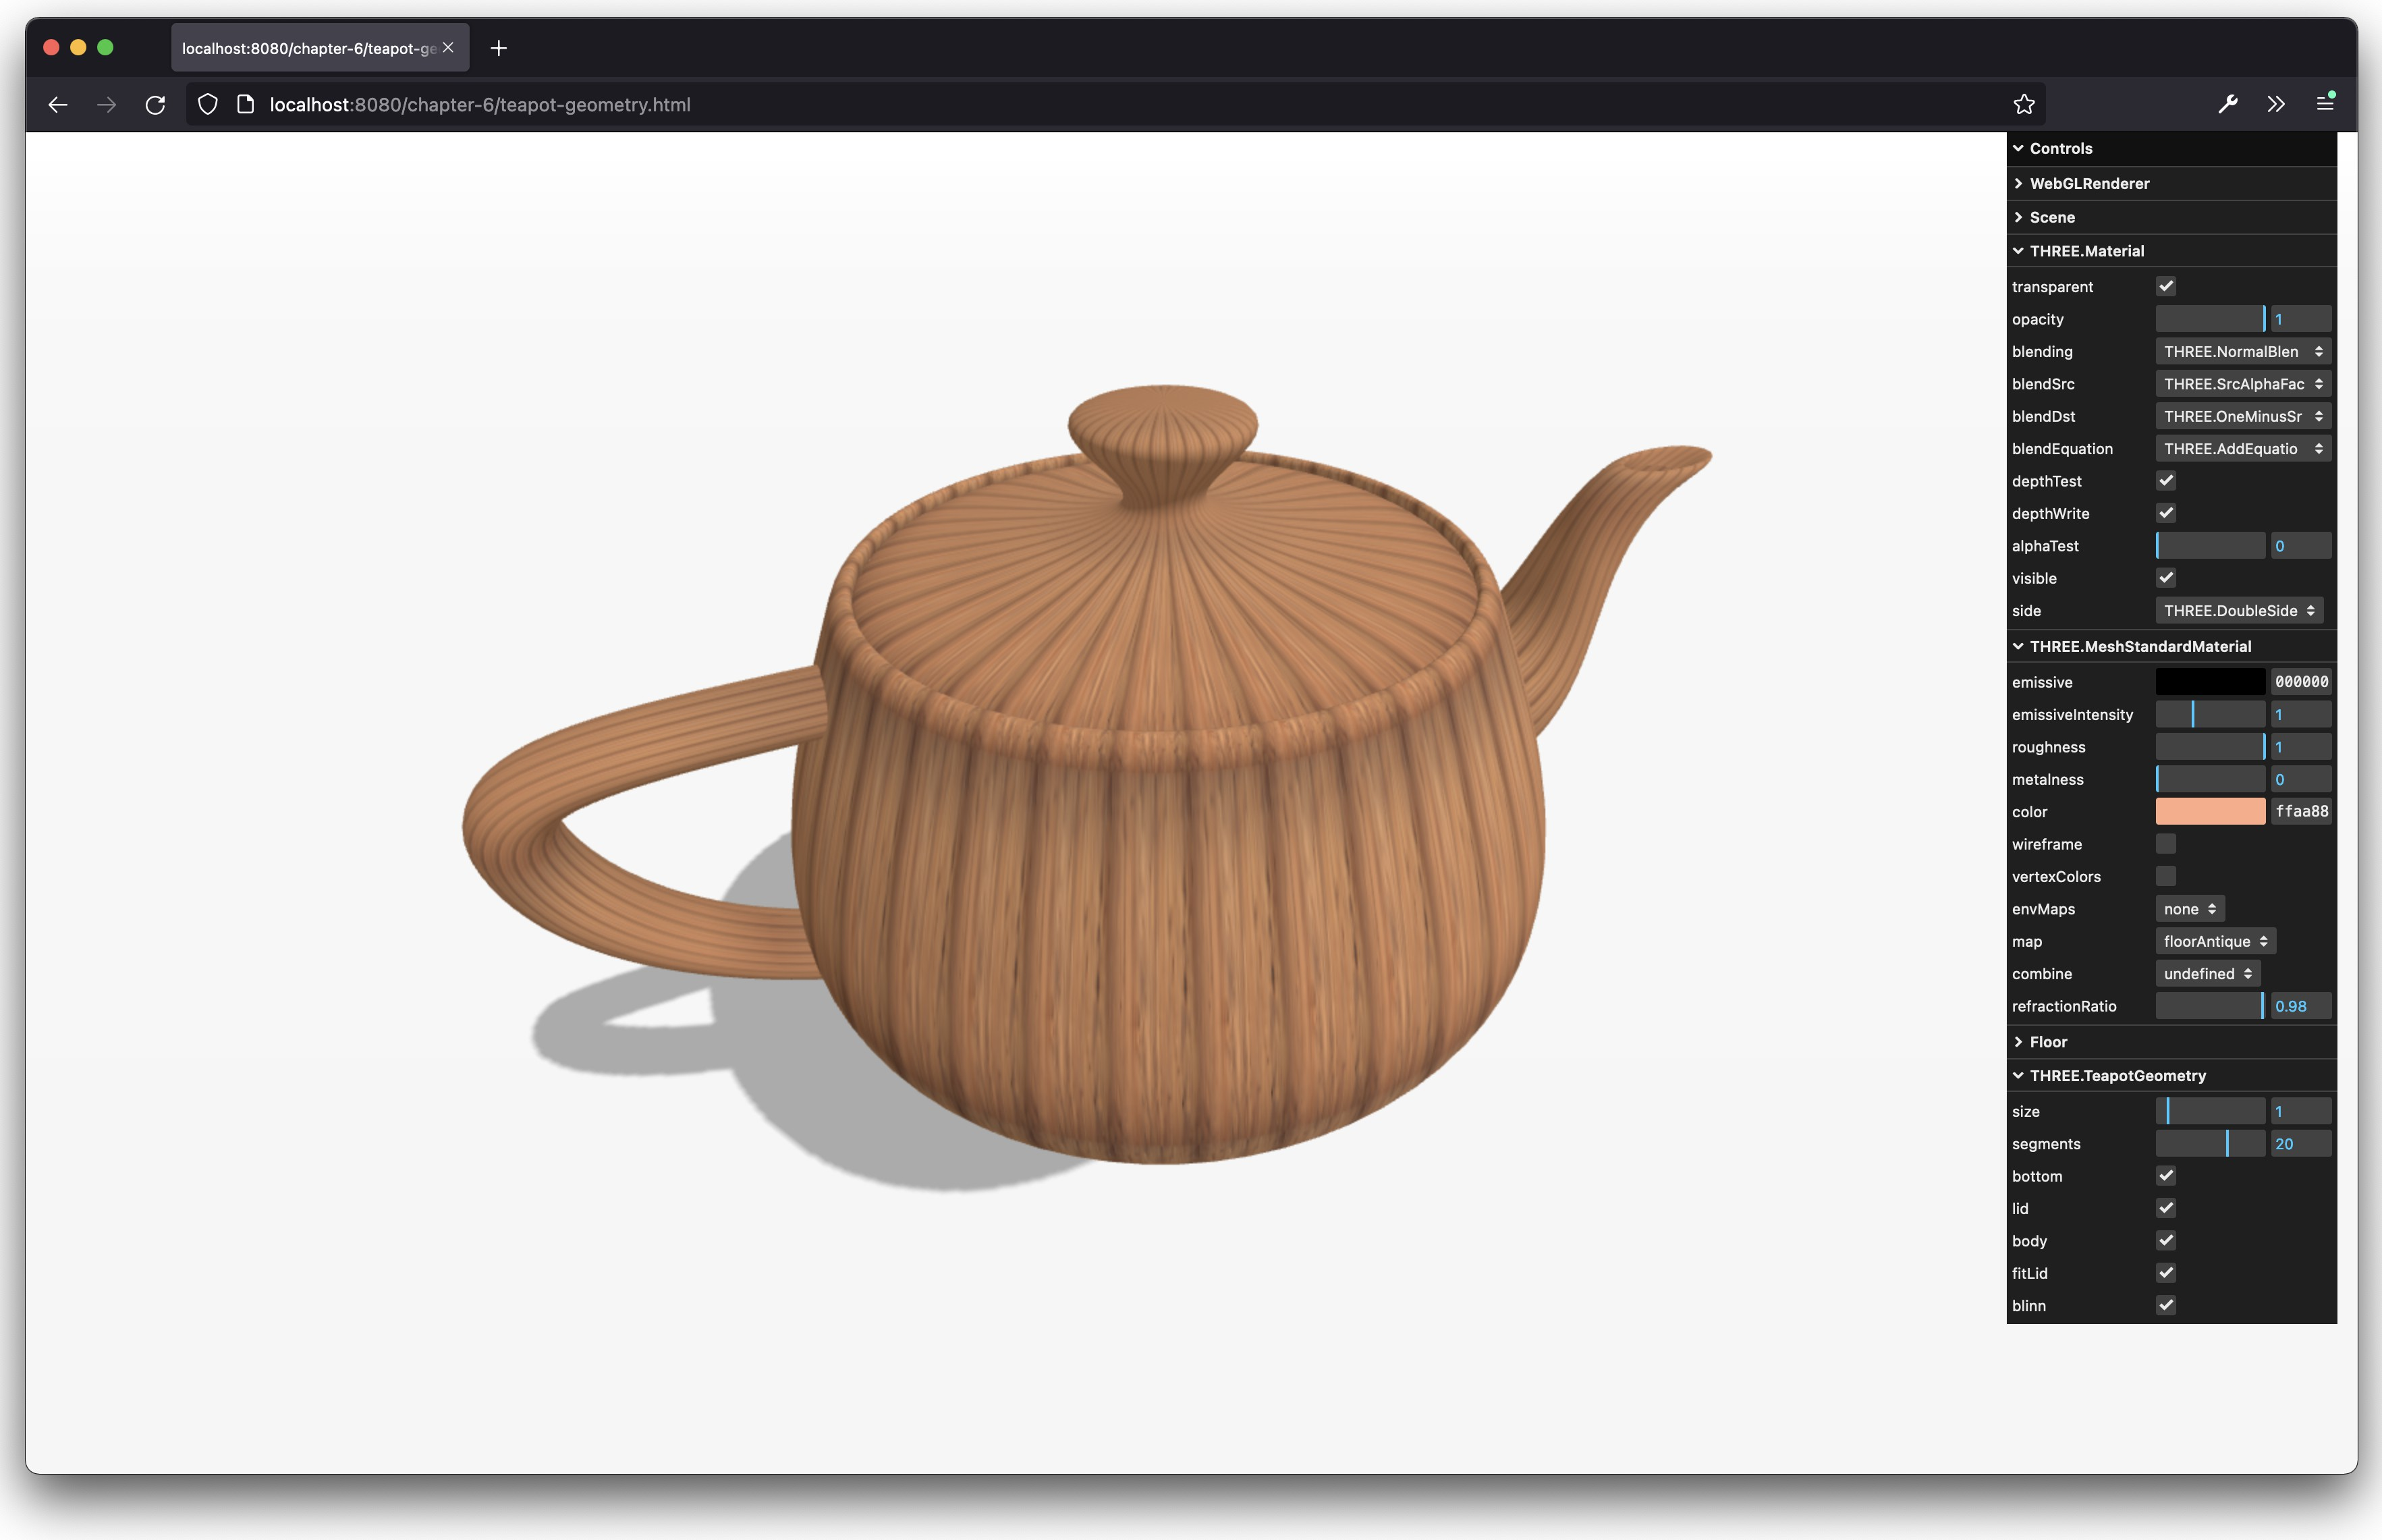 localhost:8080/chapter-6/teapot-ge
localhost:8080/chapter-6/teapot-geometry.html
Controls
WebGLRenderer
Scene
THREE.Material
transparent
opacity 1
blending THREE.NormalBlen
blendSrc THREE.SrcAlphaFac
blendDst THREE.OneMinusSr
blendEquation THREE.AddEquatio
depthTest
depthWrite
alphaTest 0
visible
side THREE.DoubleSide
THREE.MeshStandardMaterial
emissive 000000
emissiveIntensity 1
roughness 1
metalness 0
color ffaa88
wireframe
vertexColors
envMaps none
map floorAntique
combine undefined
refractionRatio 0.98
Floor
THREE.TeapotGeometry
size 1
segments 20
bottom
lid
body
fitLid
blinn